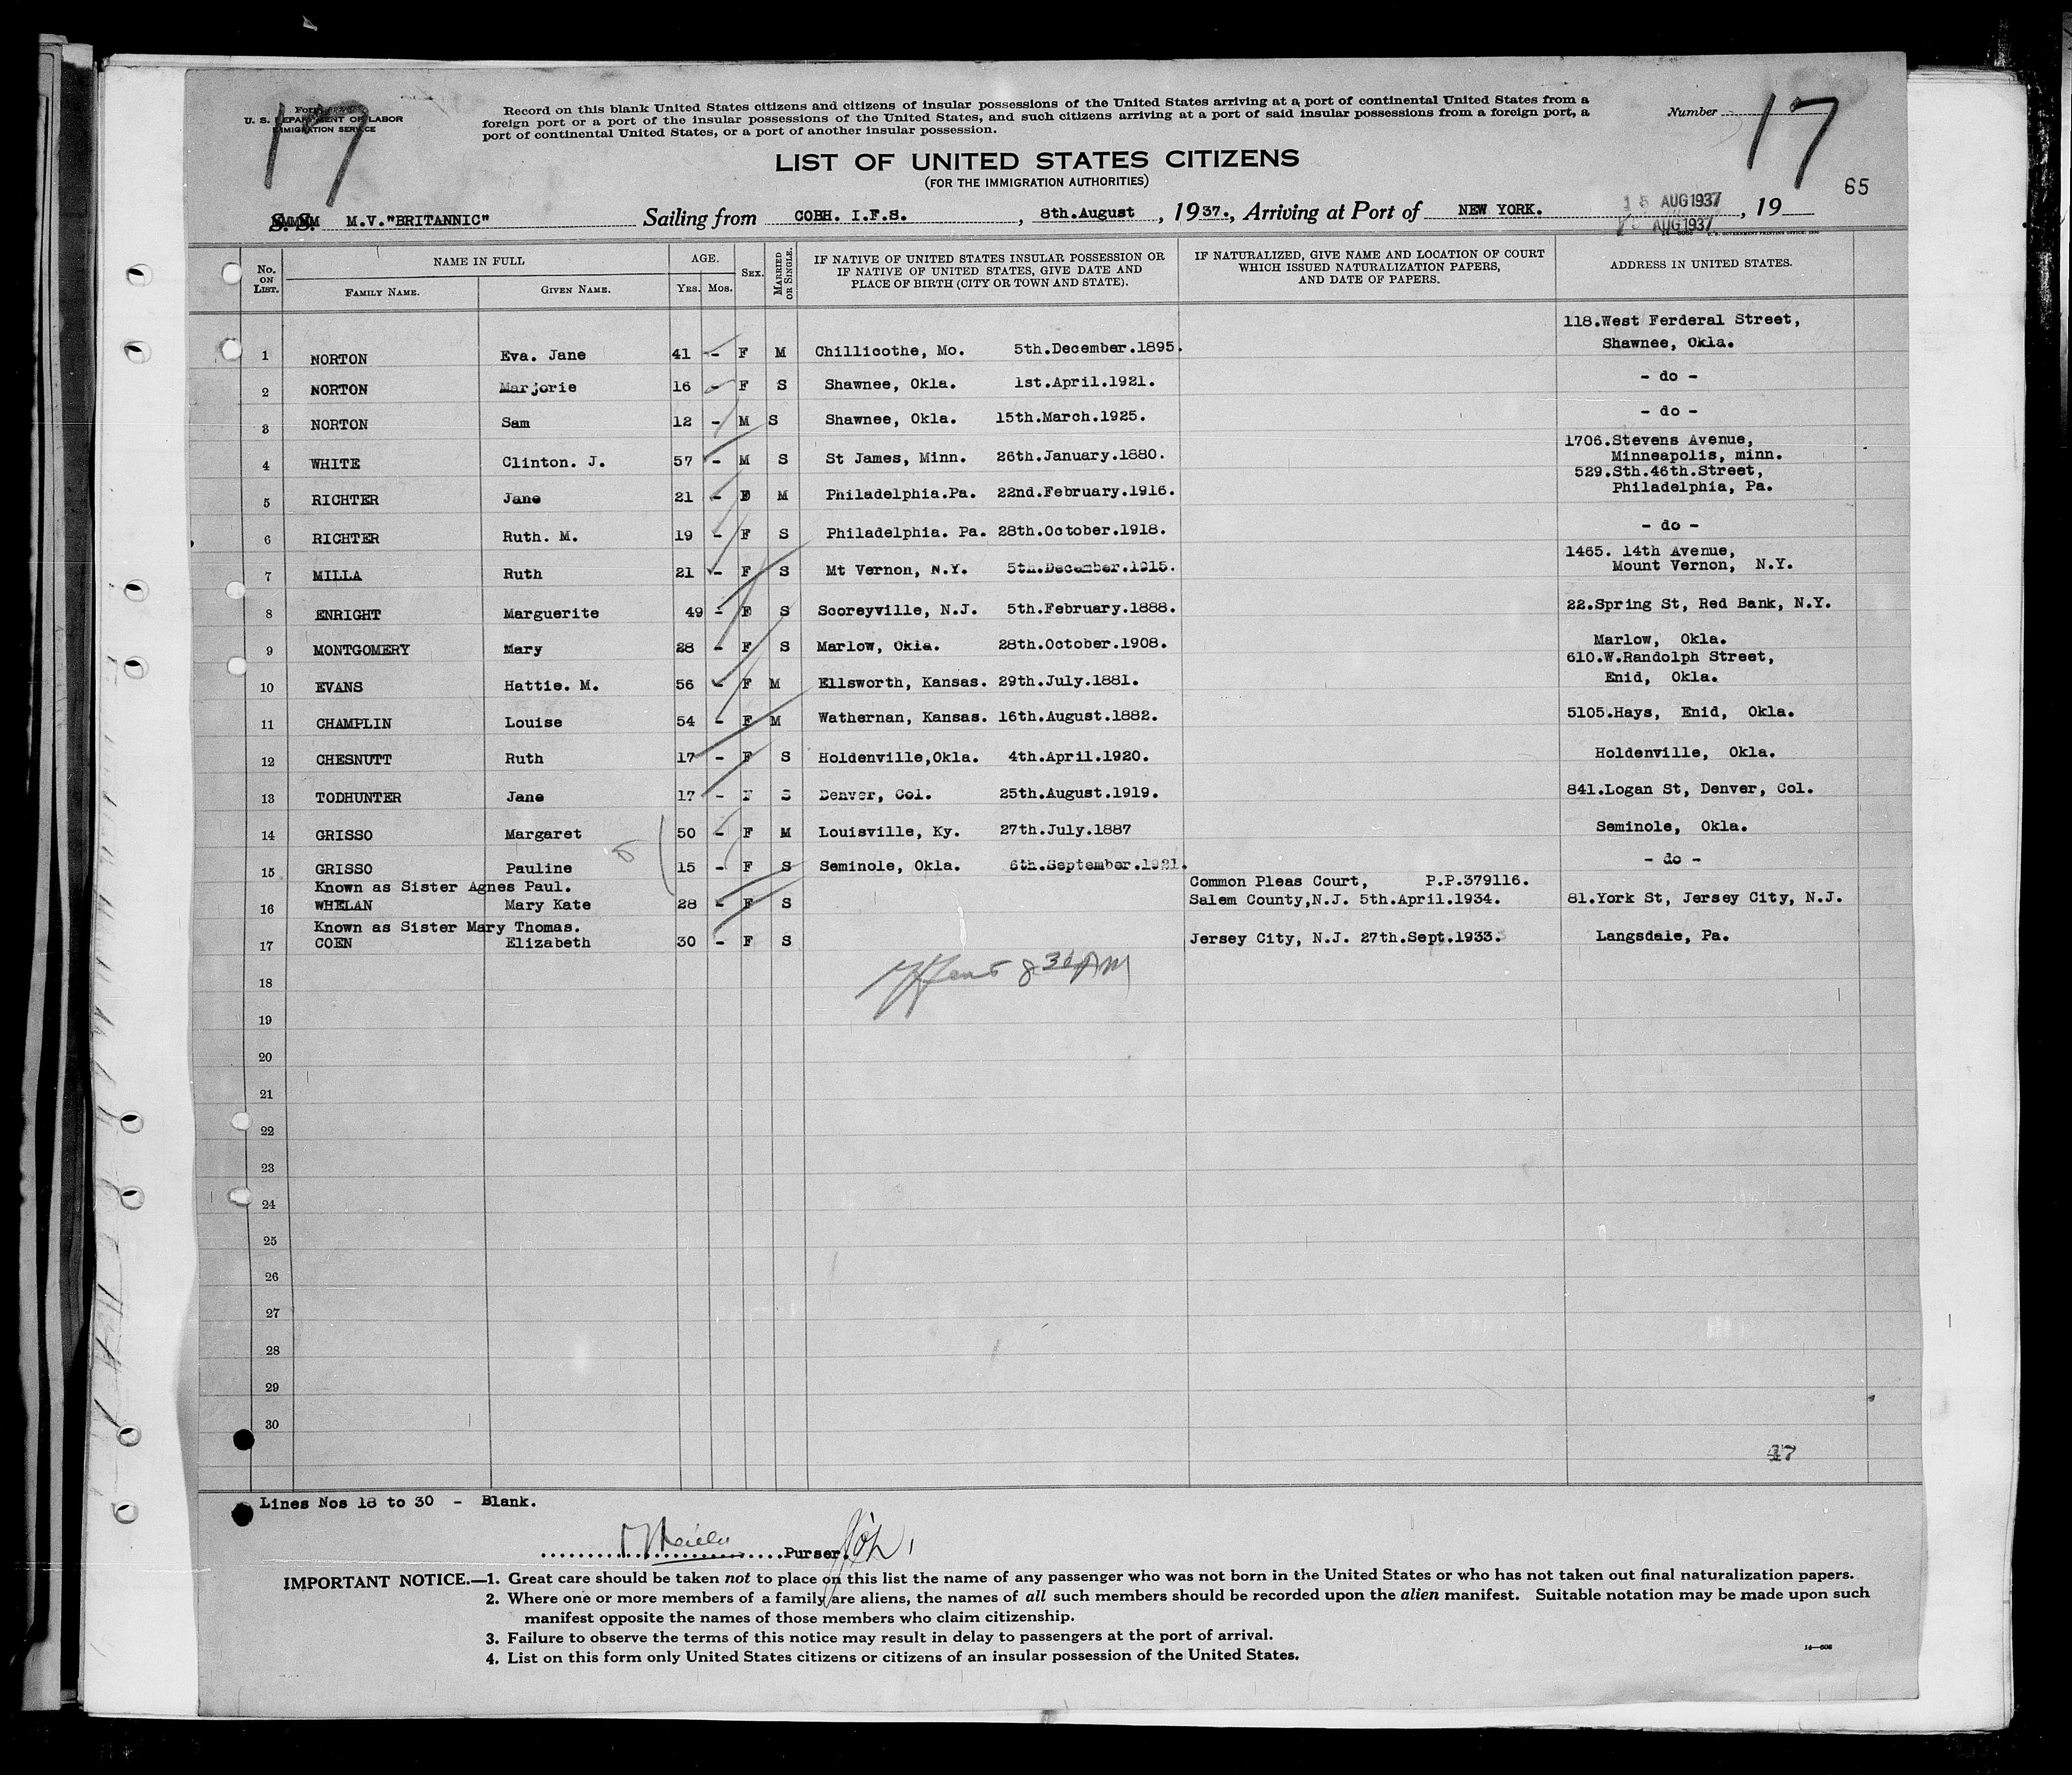 17
U. S. DEPARTMENT OF LABOR
IMMIGRATION SERVICE
Record on this blank United States citizens and citizens of insular possessions of the United States arriving at a port of continental United States from a
foreign port or a port of the insular possessions of the United States, and such citizens arriving at a port of said insular possessions from a foreign port, a
port of continental United States, or a port of another insular possession.
Number 17
LIST OF UNITED STATES CITIZENS
(FOR THE IMMIGRATION AUTHORITIES)
65
S. S. M.V."BRITANNIC" Sailing from COBH. I.F.S. , 8th.August , 1937., Arriving at Port of NEW YORK. 15 AUG 1937 , 19
AUG 1937
No. ON LIST. NAME IN FULL FAMILY NAME. GIVEN NAME. AGE. YRS. MOS. SEX. MARRIED OR SINGLE. IF NATIVE OF UNITED STATES INSULAR POSSESSION OR IF NATIVE OF UNITED STATES, GIVE DATE AND PLACE OF BIRTH (CITY OR TOWN AND STATE). IF NATURALIZED, GIVE NAME AND LOCATION OF COURT WHICH ISSUED NATURALIZATION PAPERS, AND DATE OF PAPERS. ADDRESS IN UNITED STATES.
118.West Ferderal Street,
1 NORTON Eva. Jane 41 - F M Chillicothe, Mo. 5th.December.1895. Shawnee, Okla.
2 NORTON Marjorie 16 - F S Shawnee, Okla. 1st.April.1921. - do -
3 NORTON Sam 12 - M S Shawnee, Okla. 15th.March.1925. - do -
1706.Stevens Avenue,
4 WHITE Clinton. J. 57 - M S St James, Minn. 26th.January.1880. Minneapolis, minn.
529.Sth.46th.Street,
5 RICHTER Jane 21 - F M Philadelphia.Pa. 22nd.February.1916. Philadelphia, Pa.
6 RICHTER Ruth. M. 19 - F S Philadelphia. Pa. 28th.October.1918. - do -
1465. 14th Avenue,
7 MILLA Ruth 21 - F S Mt Vernon, N.Y. 5th.December.1915. Mount Vernon, N.Y.
8 ENRIGHT Marguerite 49 - F S Scoreyville, N.J. 5th.February.1888. 22.Spring St, Red Bank, N.Y.
9 MONTGOMERY Mary 28 - F S Marlow, Okla. 28th.October.1908. Marlow, Okla.
610.W.Randolph Street,
10 EVANS Hattie. M. 56 - F M Ellsworth, Kansas. 29th.July.1881. Enid, Okla.
11 CHAMPLIN Louise 54 - F M Wathernan, Kansas. 16th.August.1882. 5105.Hays, Enid, Okla.
12 CHESNUTT Ruth 17 - F S Holdenville,Okla. 4th.April.1920. Holdenville, Okla.
13 TODHUNTER Jane 17 - F S Denver, Col. 25th.August.1919. 841.Logan St, Denver, Col.
14 GRISSO Margaret 50 - F M Louisville, Ky. 27th.July.1887 Seminole, Okla.
15 GRISSO Pauline 15 - F S Seminole, Okla. 6th.September.1921. - do -
Known as Sister Agnes Paul. Common Pleas Court, P.P.379116.
16 WHELAN Mary Kate 28 - F S Salem County,N.J. 5th.April.1934. 81.York St, Jersey City, N.J.
Known as Sister Mary Thomas.
17 COEN Elizabeth 30 - F S Jersey City, N.J. 27th.Sept.1933. Langsdale, Pa.
8 30 AM
18
19
20
21
22
23
24
25
26
27
28
29
30
17
Lines Nos 18 to 30 - Blank.
Purser.
IMPORTANT NOTICE.—1. Great care should be taken not to place on this list the name of any passenger who was not born in the United States or who has not taken out final naturalization papers.
2. Where one or more members of a family are aliens, the names of all such members should be recorded upon the alien manifest. Suitable notation may be made upon such
manifest opposite the names of those members who claim citizenship.
3. Failure to observe the terms of this notice may result in delay to passengers at the port of arrival.
4. List on this form only United States citizens or citizens of an insular possession of the United States.